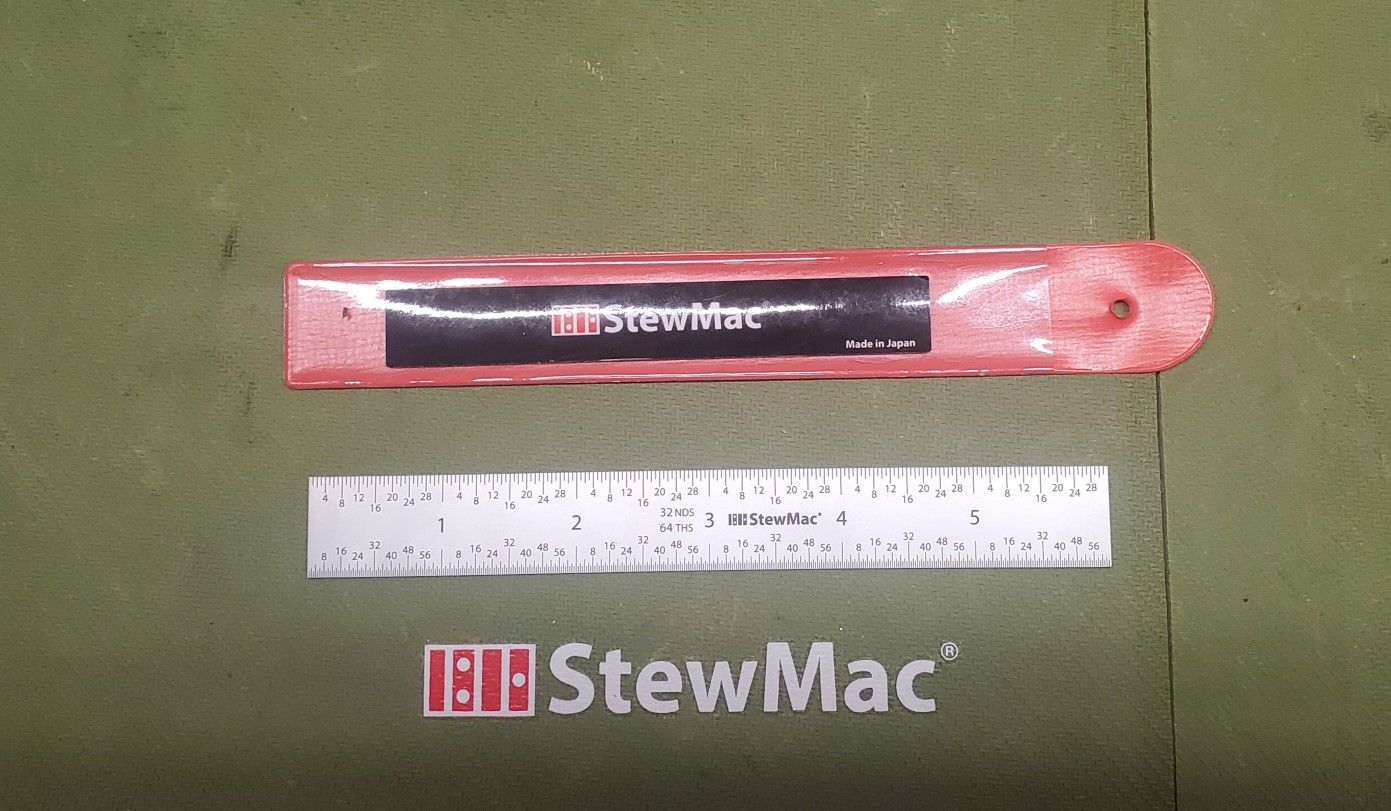 StewMac®
Made in Japan
4 8 12 16 20 24 28 4 8 12 16 20 24 28 4 8 12 16 20 24 28 4 8 12 16 20 24 28 4 8 12 16 20 24 28 4 8 12 16 20 24 28
1 2 32 NDS 3 StewMac® 4 5
64 THS
8 16 24 32 40 48 56 8 16 24 32 40 48 56 8 16 24 32 40 48 56 8 16 24 32 40 48 56 8 16 24 32 40 48 56 8 16 24 32 40 48 56
StewMac®